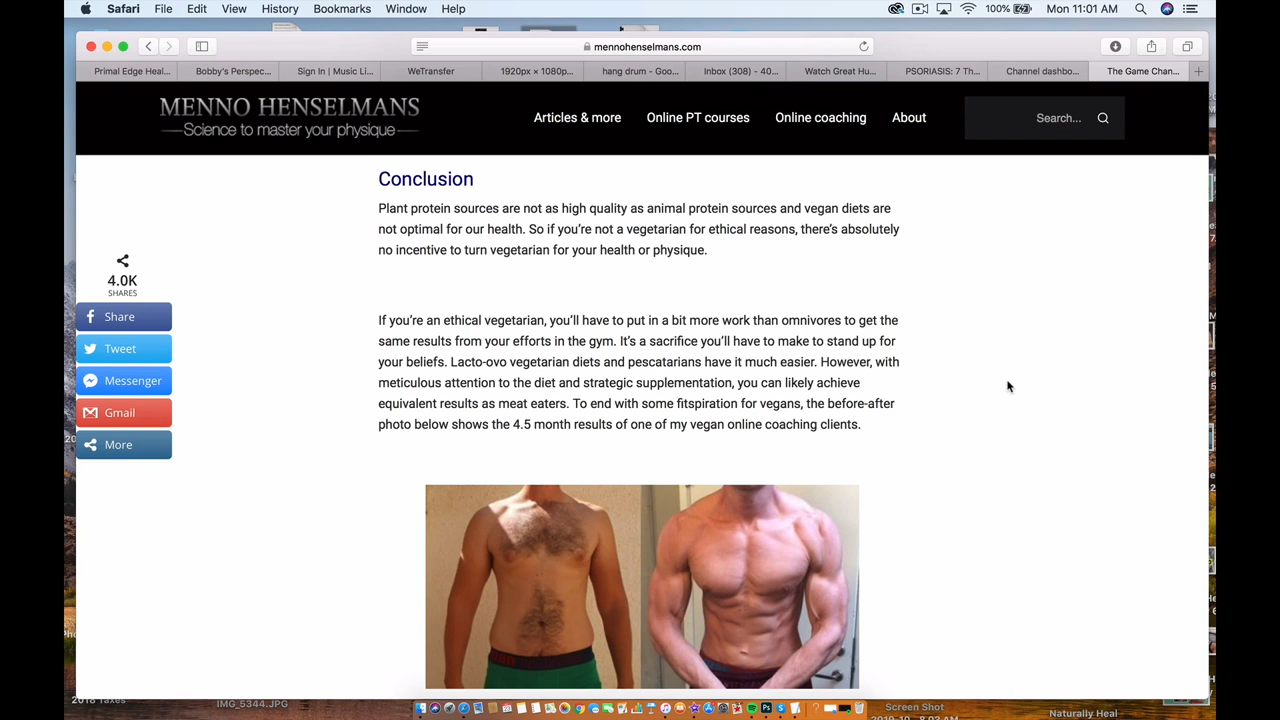 Safari File Edit View History Bookmarks Window Help
100% Mon 11:01 AM
mennohenselmans.com
Primal Edge Heal... Bobby's Perspec... Sign In | Music Li... WeTransfer 1920px × 1080p... hang drum - Goo... Inbox (308) - 40... Watch Great Hu... PSORIASIS: 7 Th... Channel dashbo... The Game Chan...
MENNO HENSELMANS
Science to master your physique
Articles & more Online PT courses Online coaching About Search...
Conclusion
Plant protein sources are not as high quality as animal protein sources and vegan diets are
not optimal for our health. So if you're not a vegetarian for ethical reasons, there's absolutely
no incentive to turn vegetarian for your health or physique.
4.0K
SHARES
Share
Tweet
Messenger
Gmail
More
If you're an ethical vegetarian, you'll have to put in a bit more work than omnivores to get the
same results from your efforts in the gym. It's a sacrifice you'll have to make to stand up for
your beliefs. Lacto-ovo vegetarian diets and pescatarians have it much easier. However, with
meticulous attention to the diet and strategic supplementation, you can likely achieve
equivalent results as meat eaters. To end with some fitspiration for vegans, the before-after
photo below shows the 4.5 month results of one of my vegan online coaching clients.
2018 Taxes
IMG_5344.JPG
Screen Shot
Naturally Heal